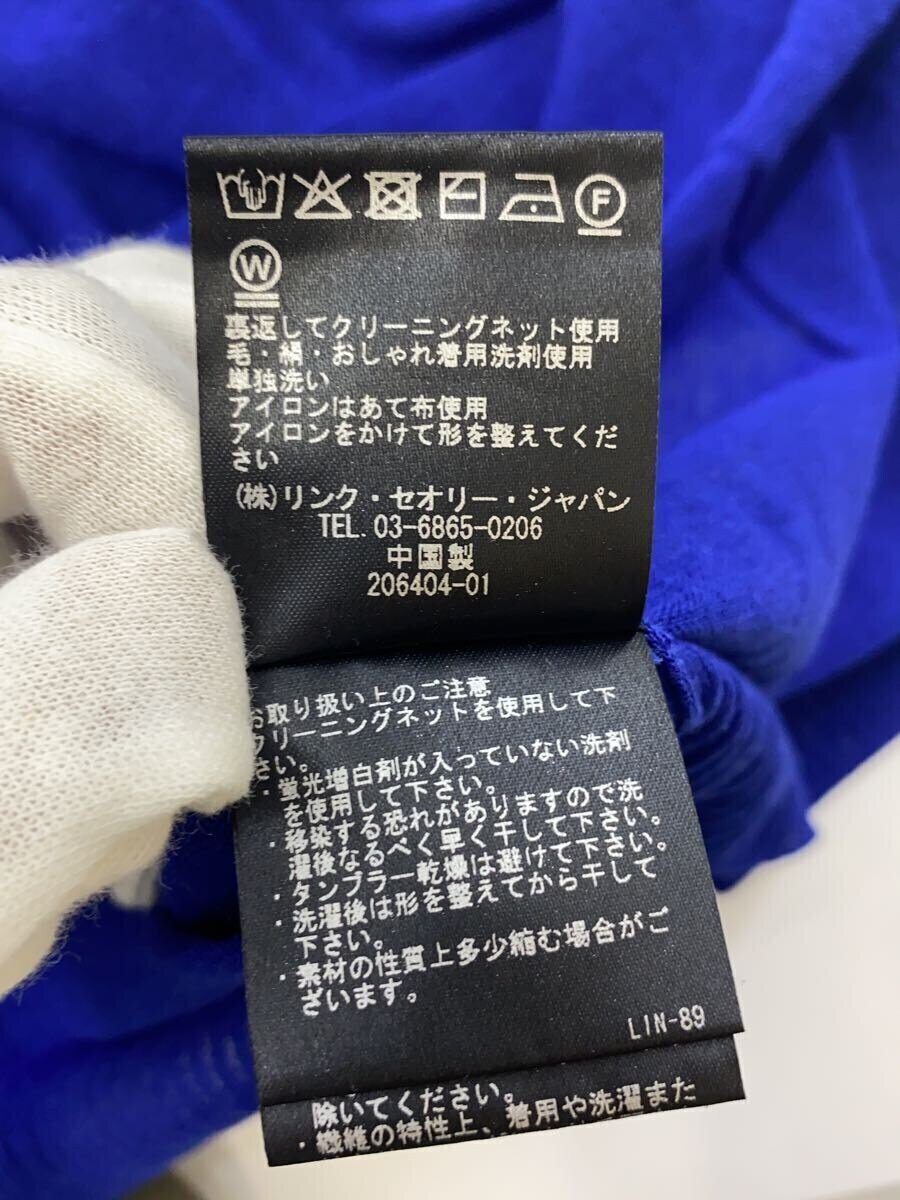 F
W
裏返してクリーニングネット使用
毛・絹・おしゃれ着用洗剤使用
単独洗い
アイロンはあて布使用
アイロンをかけて形を整えてくだ
さい
(株)リンク・セオリー・ジャパン
TEL. 03-6865-0206
中国製
206404-01
お取り扱い上のご注意
クリーニングネットを使用して下
さい。
・蛍光増白剤が入っていない洗剤
を使用して下さい。
・移染する恐れがありますので洗
濯後なるべく早く干して下さい。
・タンブラー乾燥は避けて下さい。
・洗濯後は形を整えてから干して
下さい。
・素材の性質上多少縮む場合がご
ざいます。
LIN-89
除いてください。
・繊維の特性上、着用や洗濯また